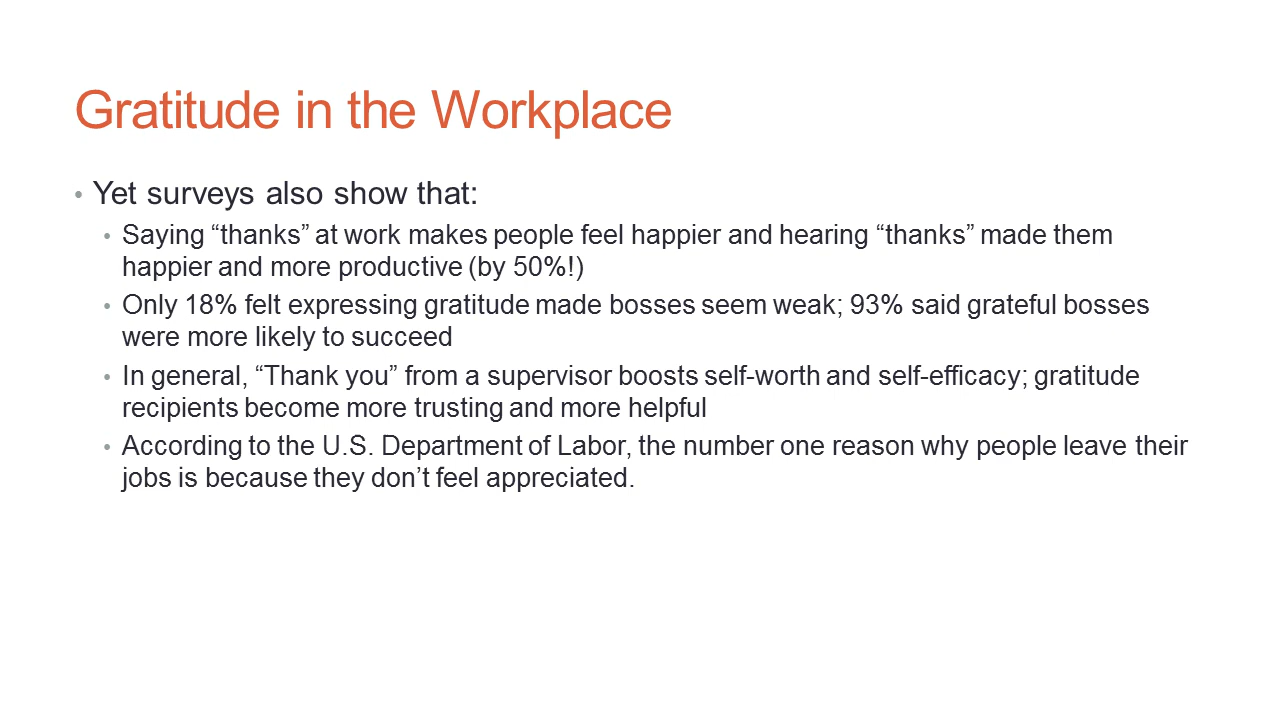 Gratitude in the Workplace
• Yet surveys also show that:
• Saying “thanks” at work makes people feel happier and hearing “thanks” made them
happier and more productive (by 50%!)
• Only 18% felt expressing gratitude made bosses seem weak; 93% said grateful bosses
were more likely to succeed
• In general, “Thank you” from a supervisor boosts self-worth and self-efficacy; gratitude
recipients become more trusting and more helpful
• According to the U.S. Department of Labor, the number one reason why people leave their
jobs is because they don’t feel appreciated.